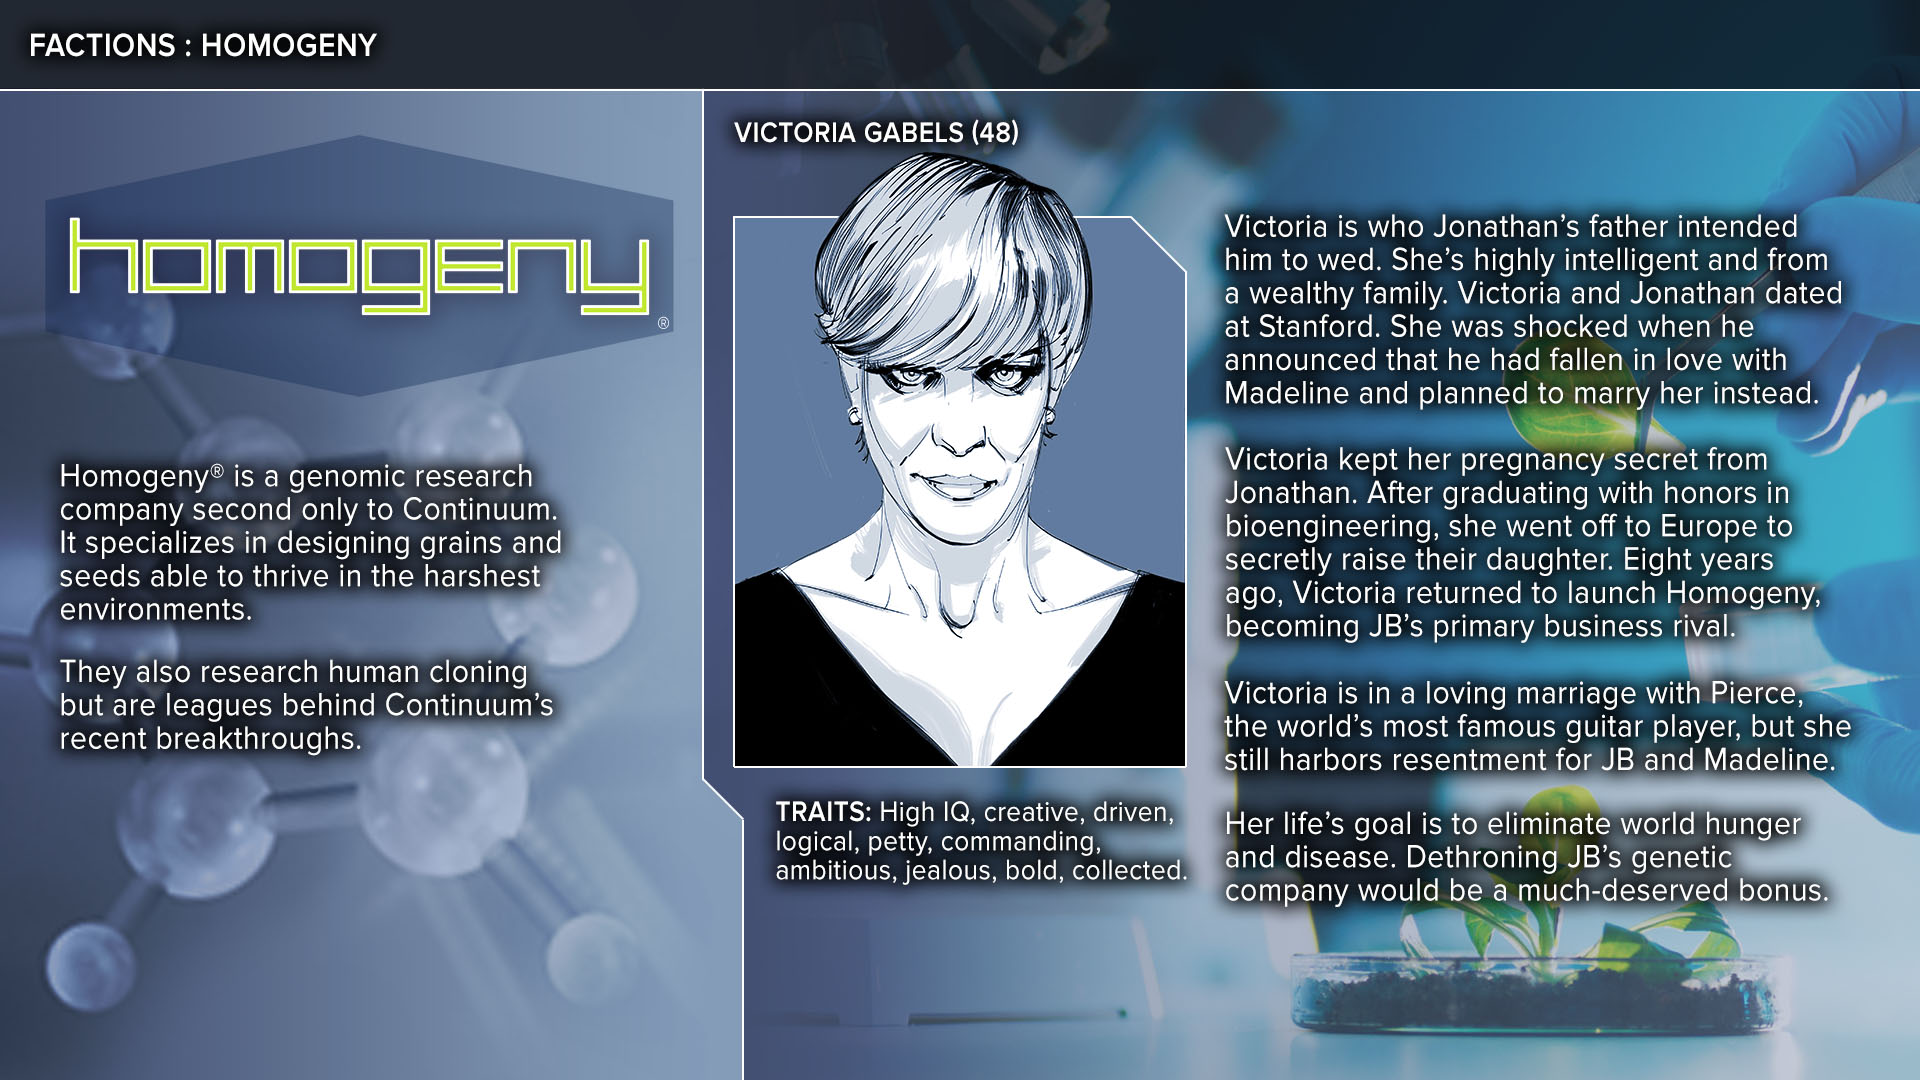 FACTIONS : HOMOGENY
homogeny
®
Homogeny® is a genomic research
company second only to Continuum.
It specializes in designing grains and
seeds able to thrive in the harshest
environments.
They also research human cloning
but are leagues behind Continuum’s
recent breakthroughs.
VICTORIA GABELS (48)
TRAITS: High IQ, creative, driven,
logical, petty, commanding,
ambitious, jealous, bold, collected.
Victoria is who Jonathan’s father intended
him to wed. She’s highly intelligent and from
a wealthy family. Victoria and Jonathan dated
at Stanford. She was shocked when he
announced that he had fallen in love with
Madeline and planned to marry her instead.
Victoria kept her pregnancy secret from
Jonathan. After graduating with honors in
bioengineering, she went off to Europe to
secretly raise their daughter. Eight years
ago, Victoria returned to launch Homogeny,
becoming JB’s primary business rival.
Victoria is in a loving marriage with Pierce,
the world’s most famous guitar player, but she
still harbors resentment for JB and Madeline.
Her life’s goal is to eliminate world hunger
and disease. Dethroning JB’s genetic
company would be a much-deserved bonus.